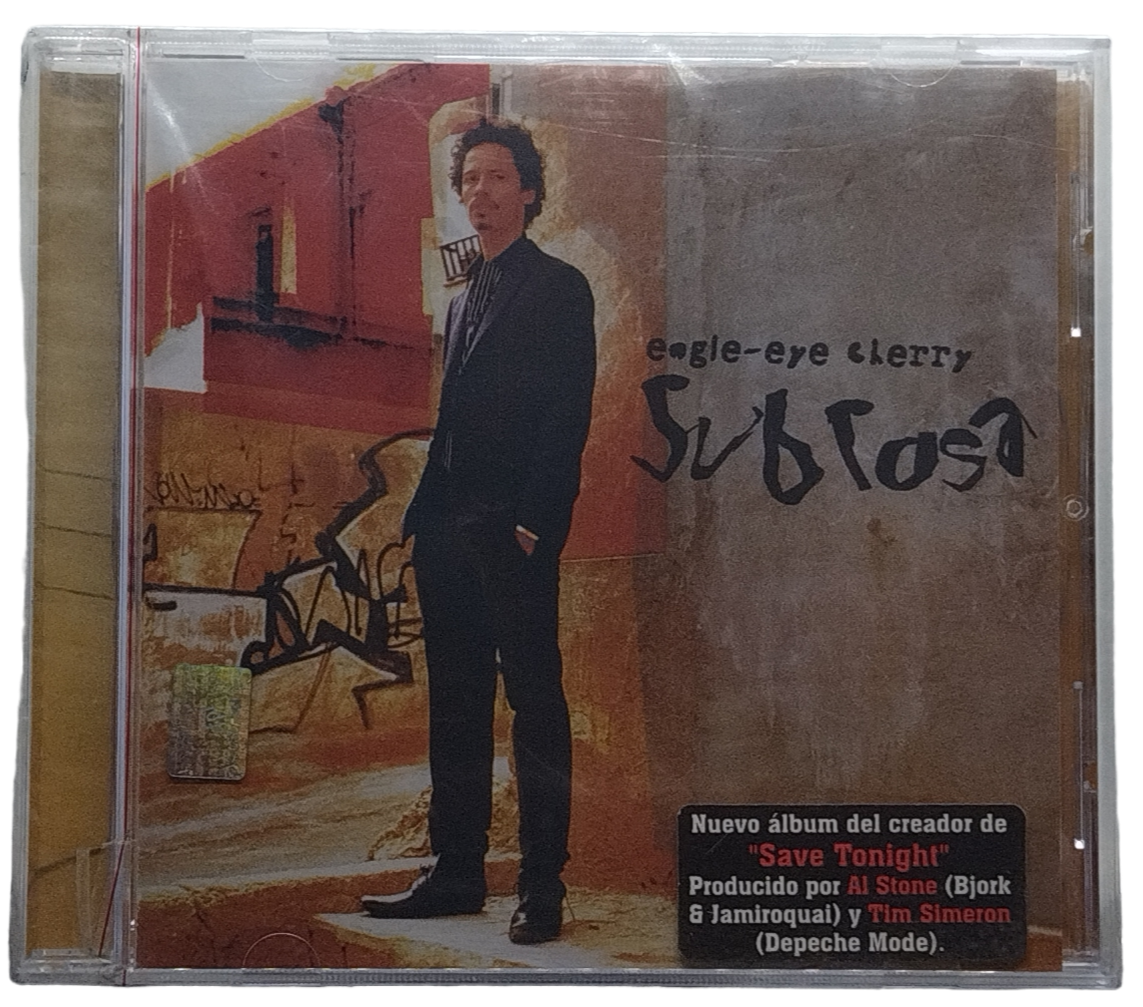 eagle-eye cherry
Sub rosa
Nuevo álbum del creador de
"Save Tonight"
Producido por Al Stone (Bjork
& Jamiroquai) y Tim Simeron
(Depeche Mode).